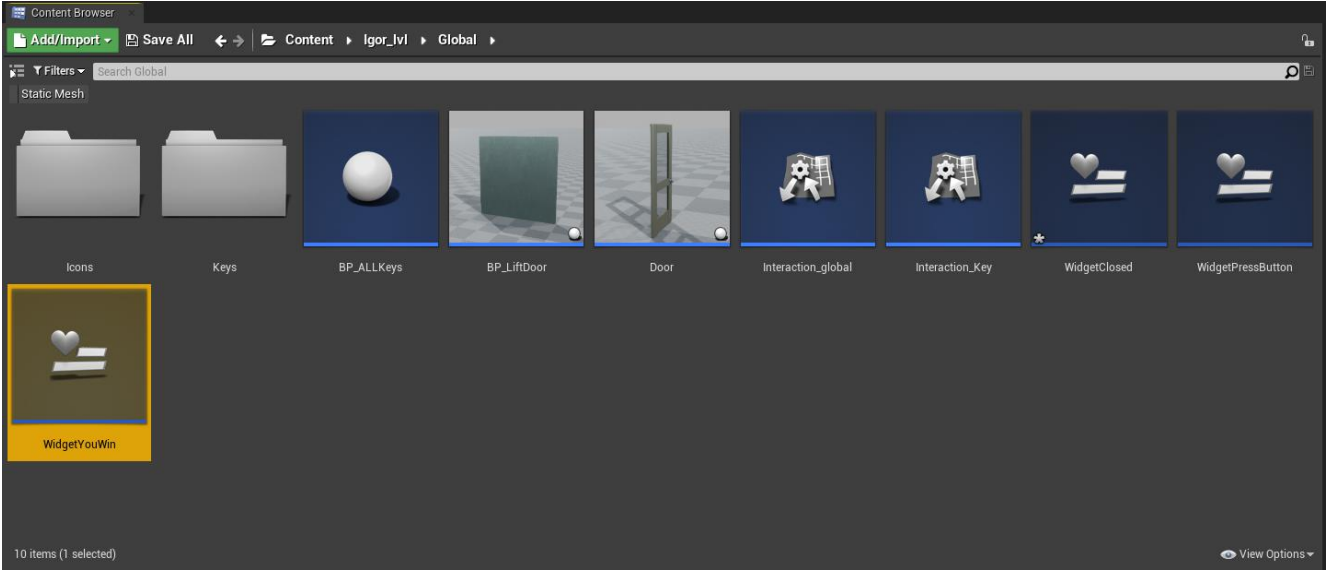 Content Browser
Add/Import Save All Content Igor_lvl Global
Filters Search Global
Static Mesh
Icons Keys BP_ALLKeys BP_LiftDoor Door Interaction_global Interaction_Key WidgetClosed WidgetPressButton
WidgetYouWin
10 items (1 selected) View Options